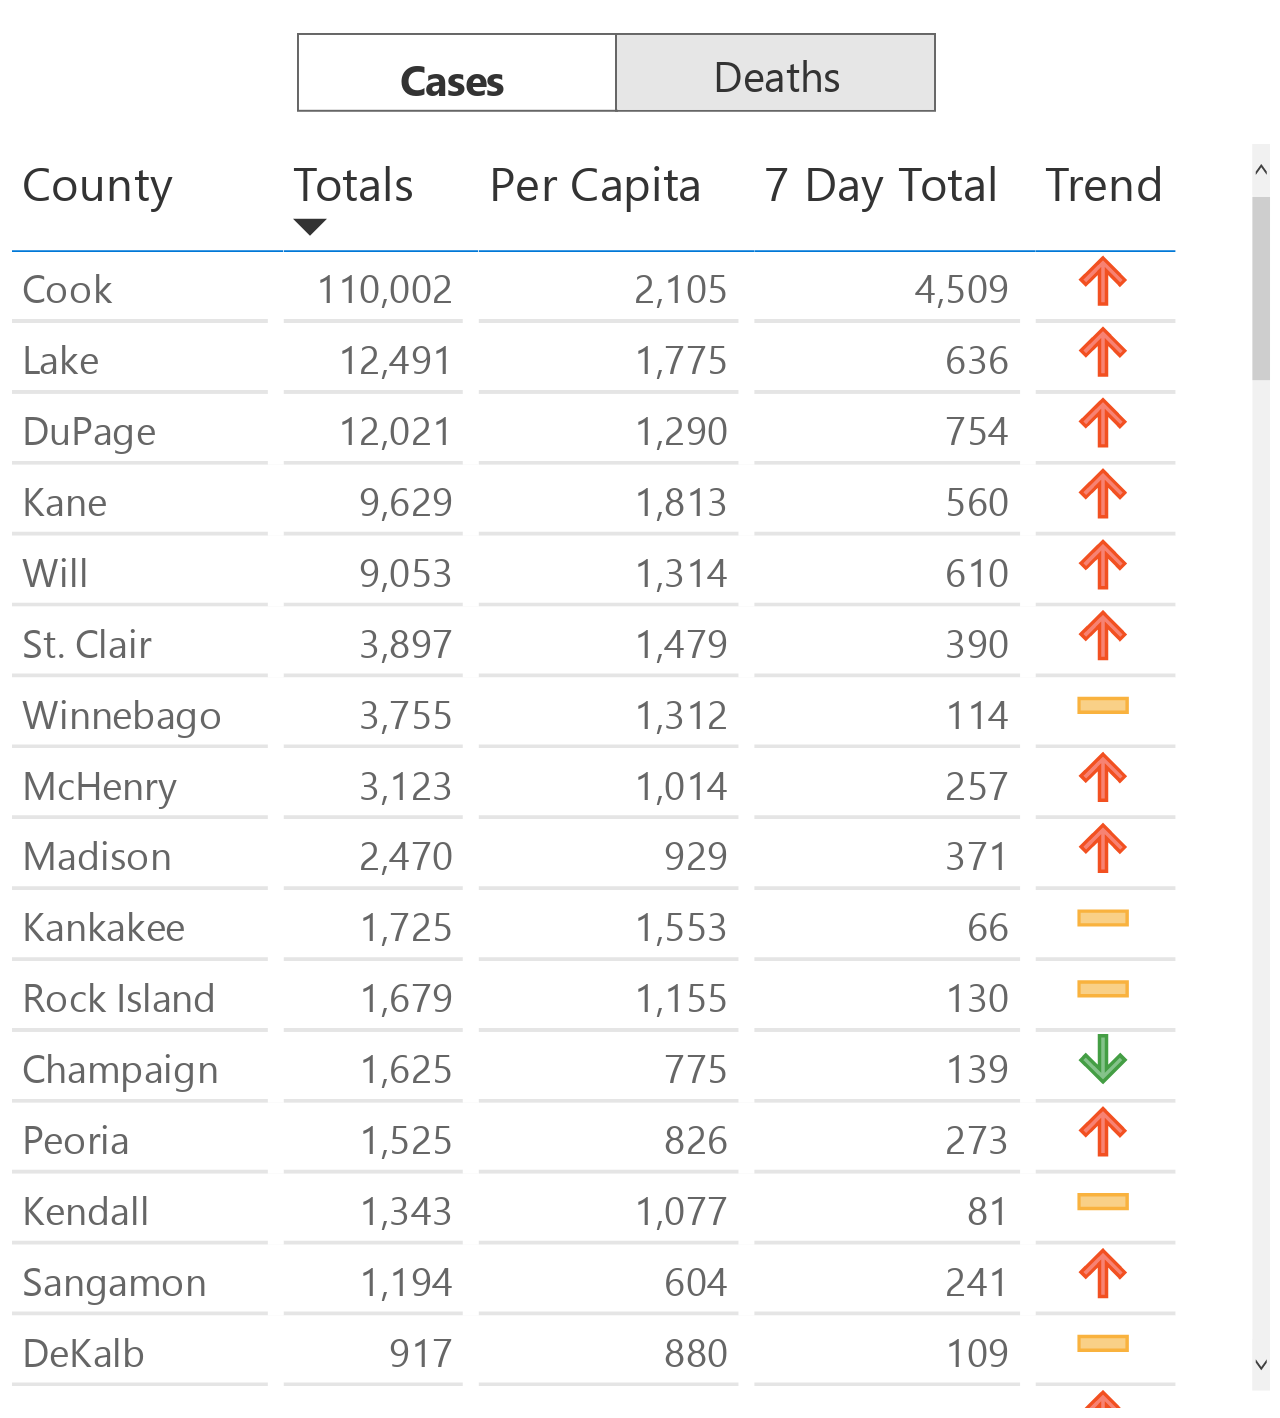 Cases Deaths
County Totals Per Capita 7 Day Total Trend
Cook 110,002 2,105 4,509
Lake 12,491 1,775 636
DuPage 12,021 1,290 754
Kane 9,629 1,813 560
Will 9,053 1,314 610
St. Clair 3,897 1,479 390
Winnebago 3,755 1,312 114
McHenry 3,123 1,014 257
Madison 2,470 929 371
Kankakee 1,725 1,553 66
Rock Island 1,679 1,155 130
Champaign 1,625 775 139
Peoria 1,525 826 273
Kendall 1,343 1,077 81
Sangamon 1,194 604 241
DeKalb 917 880 109